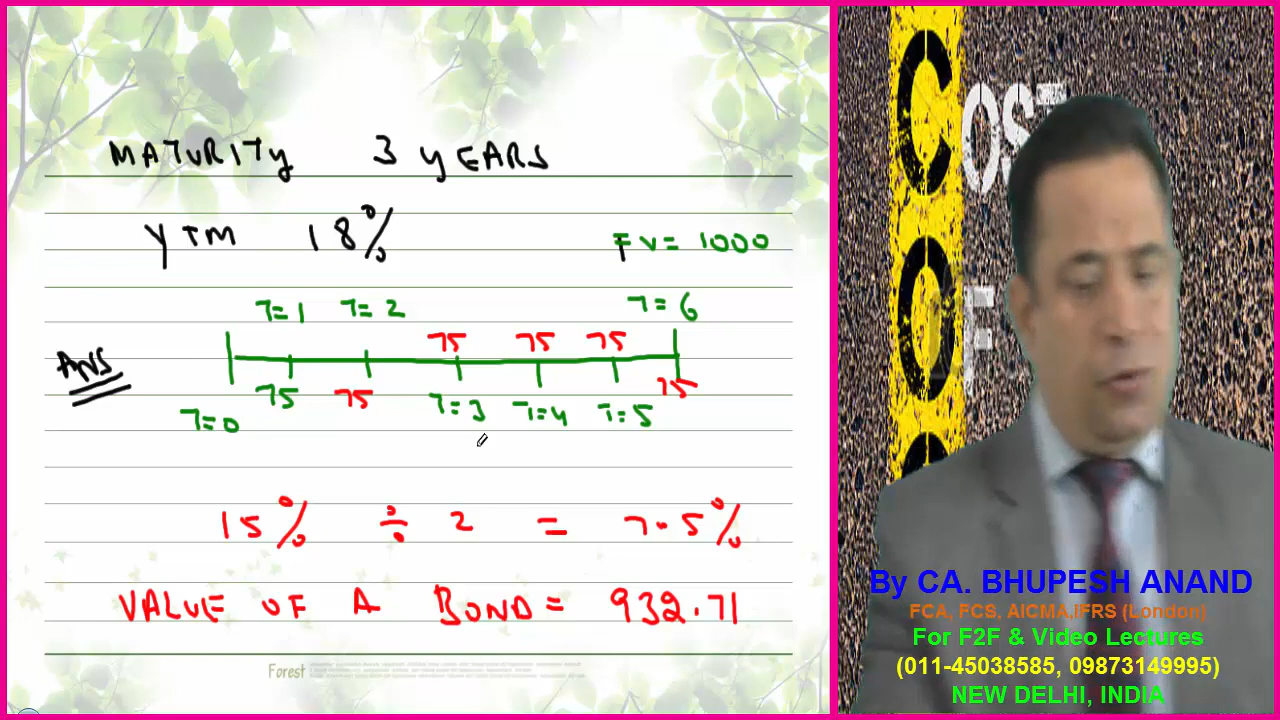 MATURITY 3 YEARS
YTM 18%
FV = 1000
T=1 T=2 T=6
75 75 75
ANS
75 75 75
T=0 T=3 T=4 T=5
15% ÷ 2 = 7.5%
VALUE OF A BOND = 932.71
Forest
COST
OF
By CA. BHUPESH ANAND
FCA, FCS, AICMA,IFRS (London)
For F2F & Video Lectures
(011-45038585, 09873149995)
NEW DELHI, INDIA